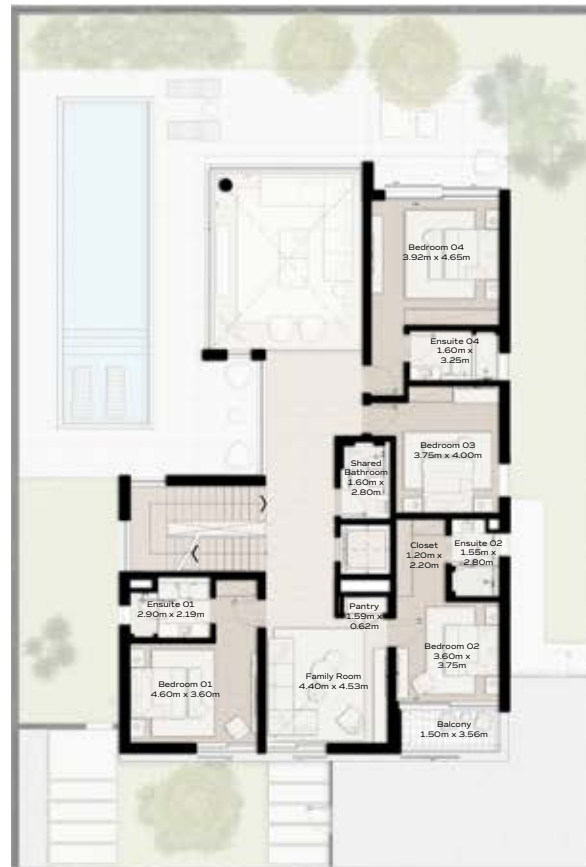 Bedroom 04
3.92m x 4.65m
Ensuite 04
1.60m x
3.25m
Bedroom 03
3.75m x 4.00m
Shared
Bathroom
1.60m x
2.80m
Closet
1.20m x
2.20m
Ensuite 02
1.55m x
2.80m
Ensuite 01
2.90m x 2.19m
Pantry
1.59m x
0.62m
Bedroom 02
3.60m x
3.75m
Bedroom 01
4.60m x 3.60m
Family Room
4.40m x 4.53m
Balcony
1.50m x 3.56m